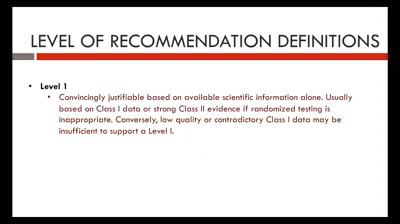 LEVEL OF RECOMMENDATION DEFINITIONS
• Level 1
• Convincingly justifiable based on available scientific information alone. Usually
based on Class I data or strong Class II evidence if randomized testing is
inappropriate. Conversely, low quality or contradictory Class I data may be
insufficient to support a Level I.